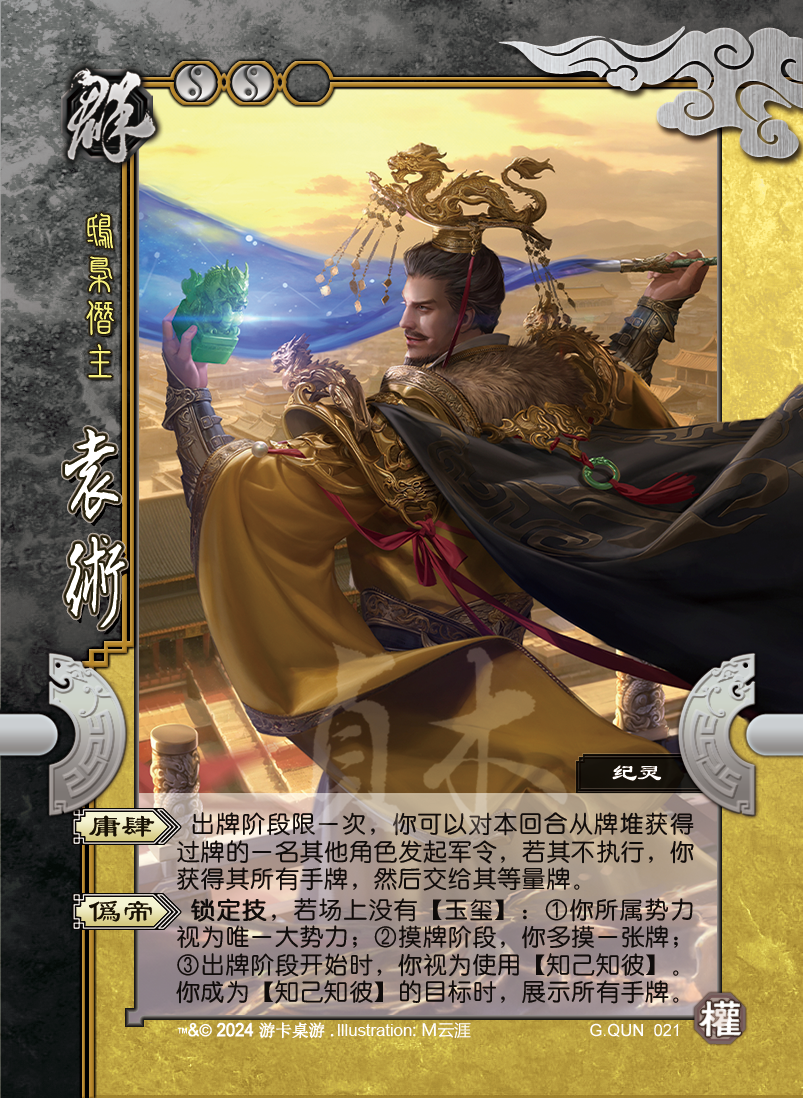 群
鴟梟僭主
袁術
貞木
纪灵
庸肆 出牌阶段限一次，你可以对本回合从牌堆获得
过牌的一名其他角色发起军令，若其不执行，你
获得其所有手牌，然后交给其等量牌。
僞帝 锁定技，若场上没有【玉玺】：①你所属势力
视为唯一大势力；②摸牌阶段，你多摸一张牌；
③出牌阶段开始时，你视为使用【知己知彼】。
你成为【知己知彼】的目标时，展示所有手牌。
™&© 2024 游卡桌游 . Illustration: M云涯
G.QUN 021
權